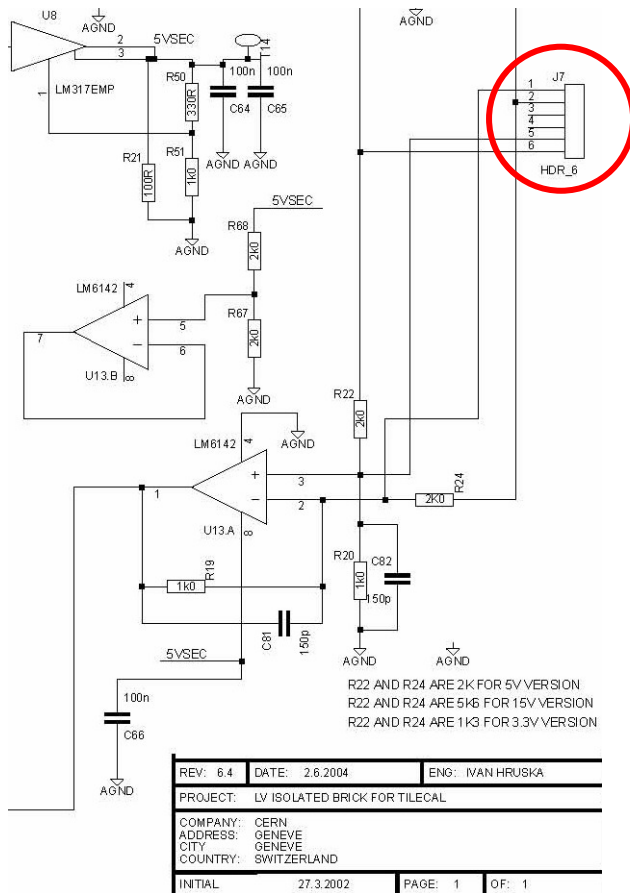 U8
AGND
AGND
2
3
5VSEC
T14
1
LM317EMP
R50
330R
100n
100n
C64
C65
R21
100R
R51
1k0
AGND
AGND
AGND
J7
1
2
3
4
5
6
HDR_6
5VSEC
R68
2k0
LM6142
4
7
+
5
-
6
U13.B
8
R67
2k0
AGND
R22
2k0
LM6142
4
AGND
+
3
1
-
2
R24
2K0
U13.A
8
R19
1k0
R20
1k0
C82
150p
C81
150p
5VSEC
AGND
AGND
100n
C66
AGND
R22 AND R24 ARE 2K FOR 5V VERSION
R22 AND R24 ARE 5K6 FOR 15V VERSION
R22 AND R24 ARE 1K3 FOR 3.3V VERSION
REV: 6.4 DATE: 2.6.2004 ENG: IVAN HRUSKA
PROJECT: LV ISOLATED BRICK FOR TILECAL
COMPANY: CERN
ADDRESS: GENEVE
CITY GENEVE
COUNTRY: SWITZERLAND
INITIAL 27.3.2002 PAGE: 1 OF: 1